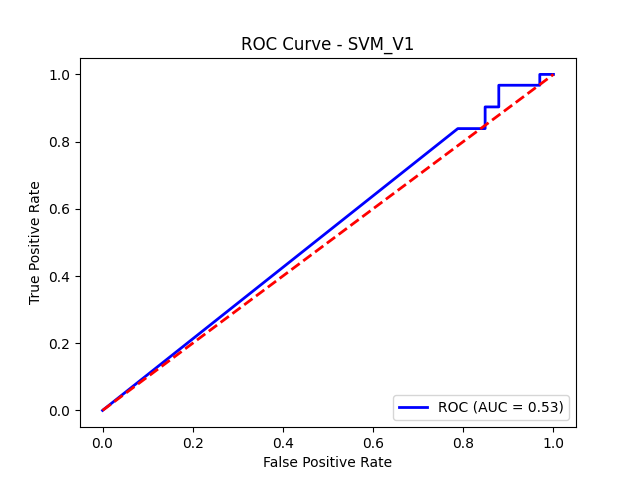 ROC Curve - SVM_V1
True Positive Rate
1.0
0.8
0.6
0.4
0.2
0.0
0.0 0.2 0.4 0.6 0.8 1.0
False Positive Rate
ROC (AUC = 0.53)